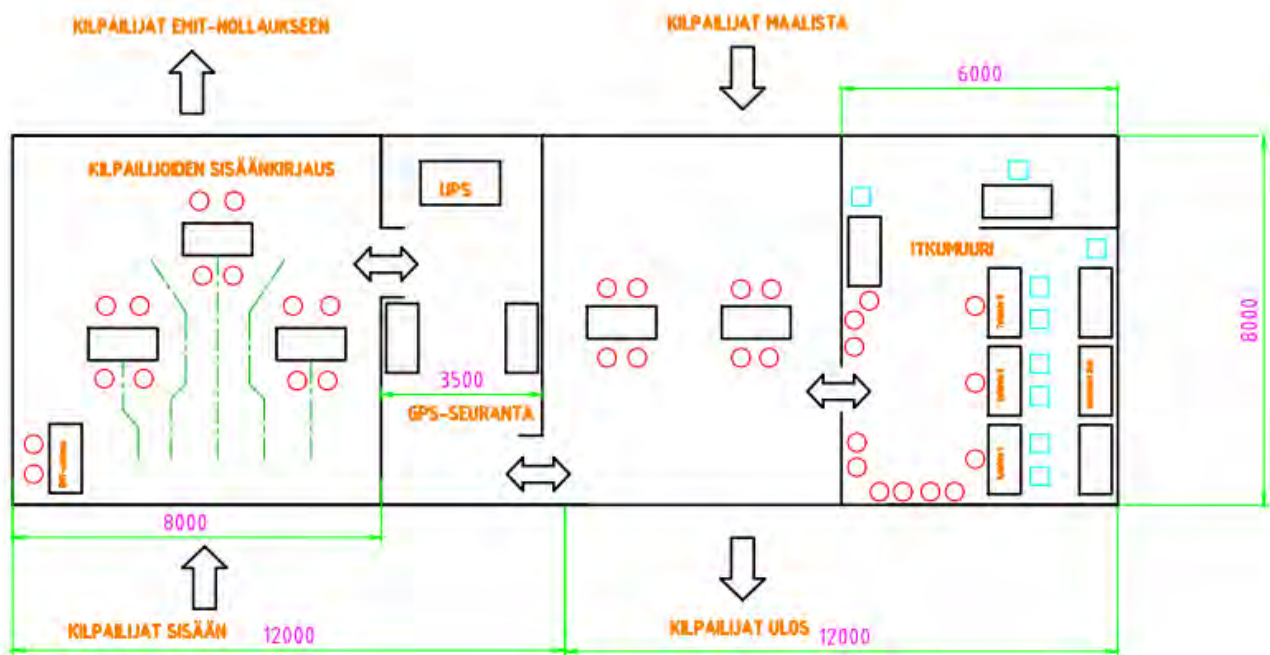 KILPAILIJAT EMIT-NOLLAUKSEEN
KILPAILIJAT MAALISTA
6000
KILPAILIJOIDEN SISÄÄNKIRJAUS
UPS
ITKUMUURI
8000
3500
GPS-SEURANTA
8000
KILPAILIJAT SISÄÄN
12000
KILPAILIJAT ULOS
12000